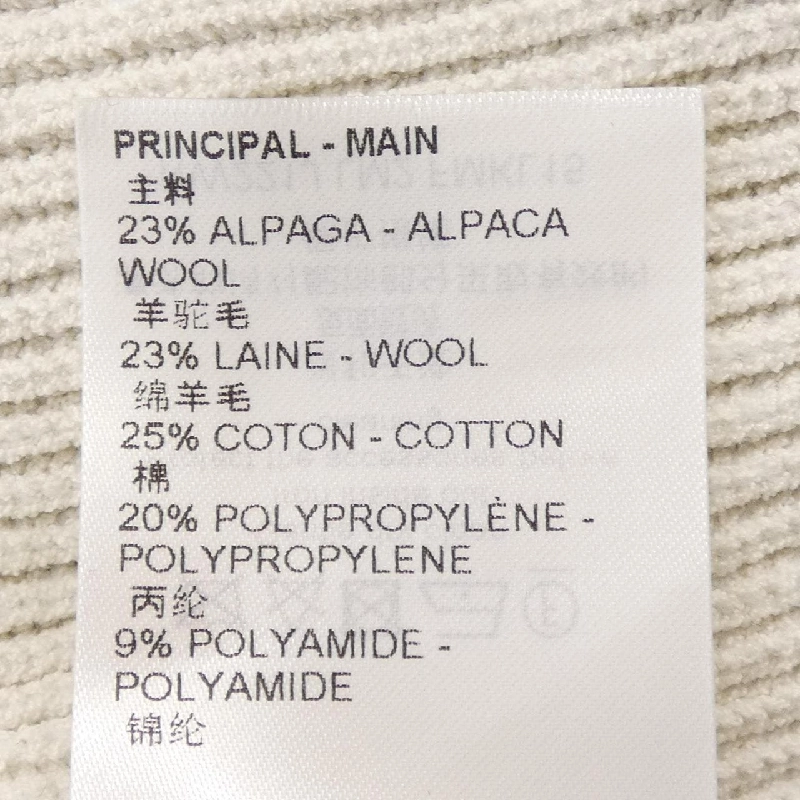 PRINCIPAL - MAIN
主料
23% ALPAGA - ALPACA
WOOL
羊驼毛
23% LAINE - WOOL
绵羊毛
25% COTON - COTTON
棉
20% POLYPROPYLÈNE -
POLYPROPYLENE
丙纶
9% POLYAMIDE -
POLYAMIDE
锦纶